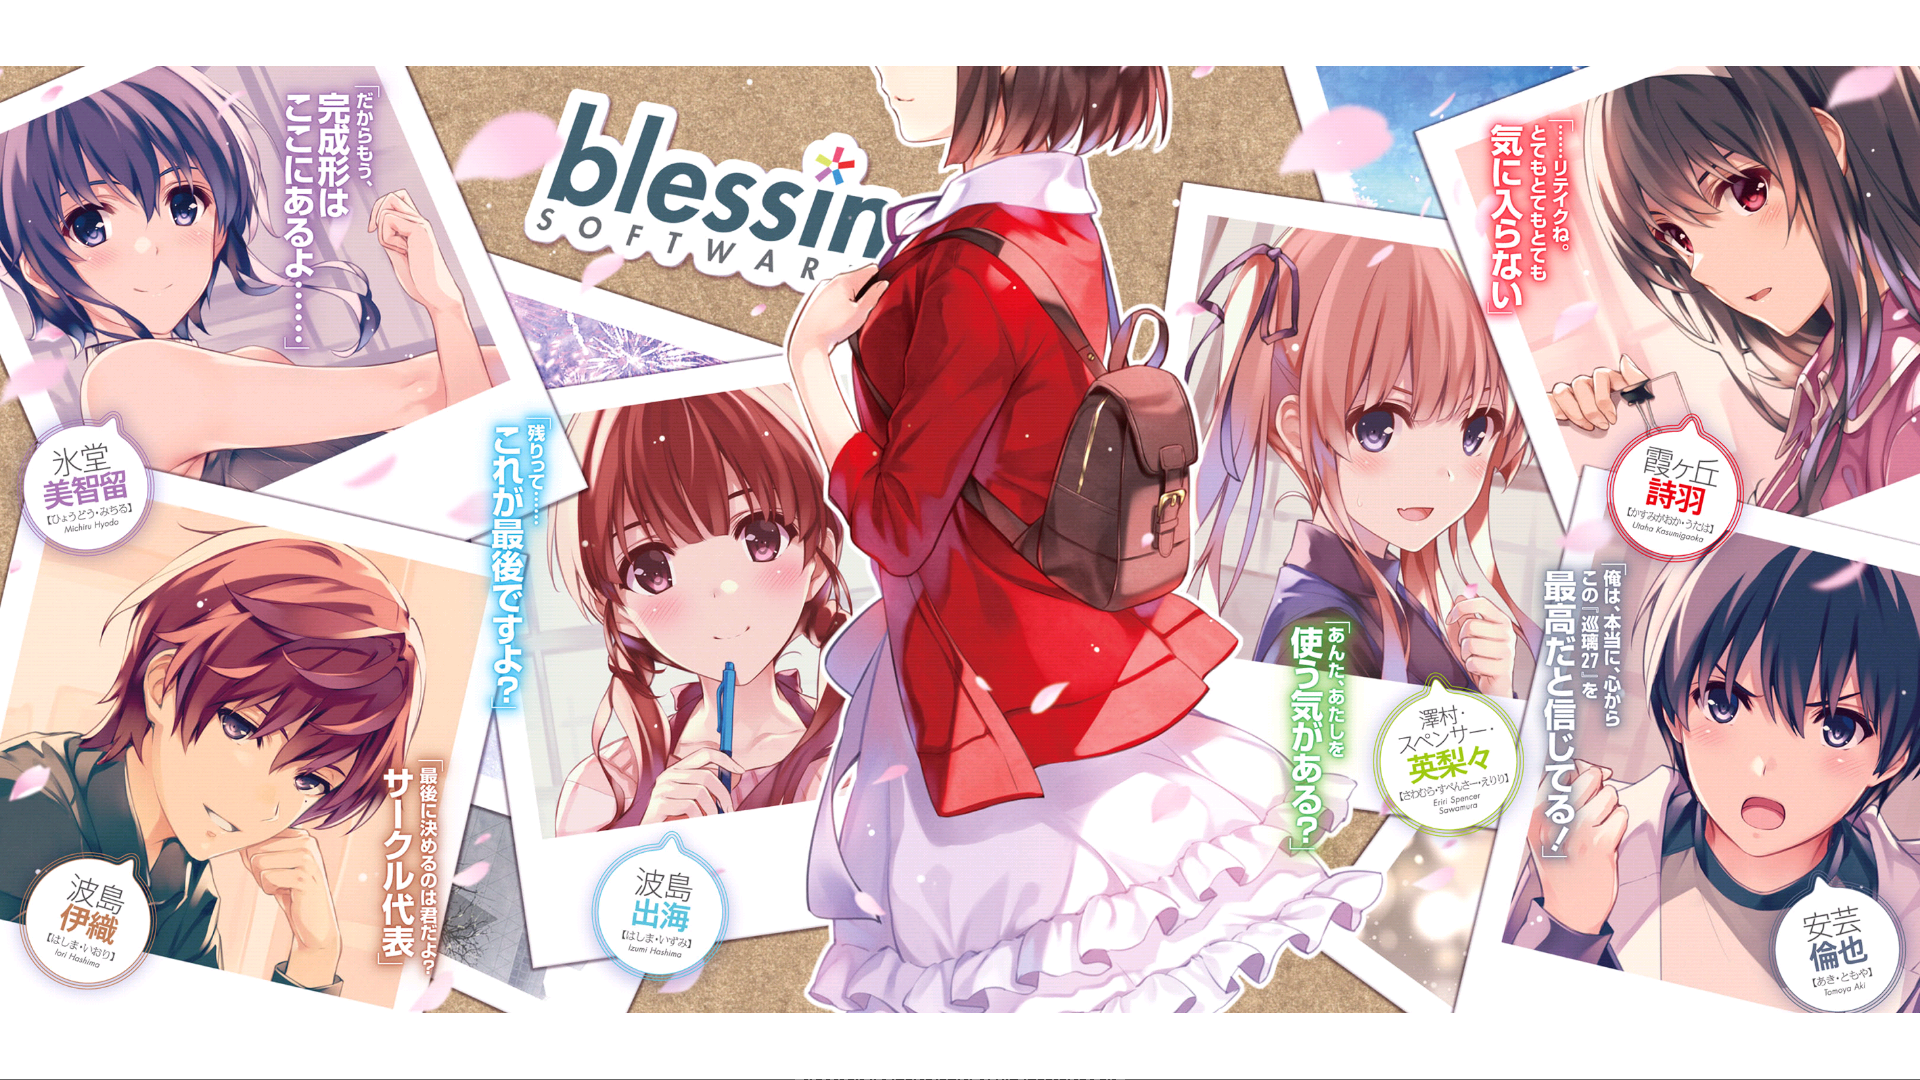 「だからもう、
完成形は
ここにあるよ……」
氷堂
美智留
【ひょうどう・みちる】
Michiru Hyodo
blessin
SOFTWAR
「……リテイクね。
とてもとてもとても
気に入らない」
霞ヶ丘
詩羽
【かすみがおか・うたは】
Utaha Kasumigaoka
「残りって……
これが最後ですよ?」
波島
出海
【はしま・いずみ】
Izumi Hashima
「あんた、あたしを
使う気がある?」
澤村・
スペンサー・
英梨々
【さわむら・すぺんさー・えりり】
Eriri Spencer
Sawamura
「最後に決めるのは君だよ?
サークル代表」
波島
伊織
【はしま・いおり】
Iori Hashima
「俺は、本当に、心から
この『巡璃27』を
最高だと信じてる!」
安芸
倫也
【あき・ともや】
Tomoya Aki